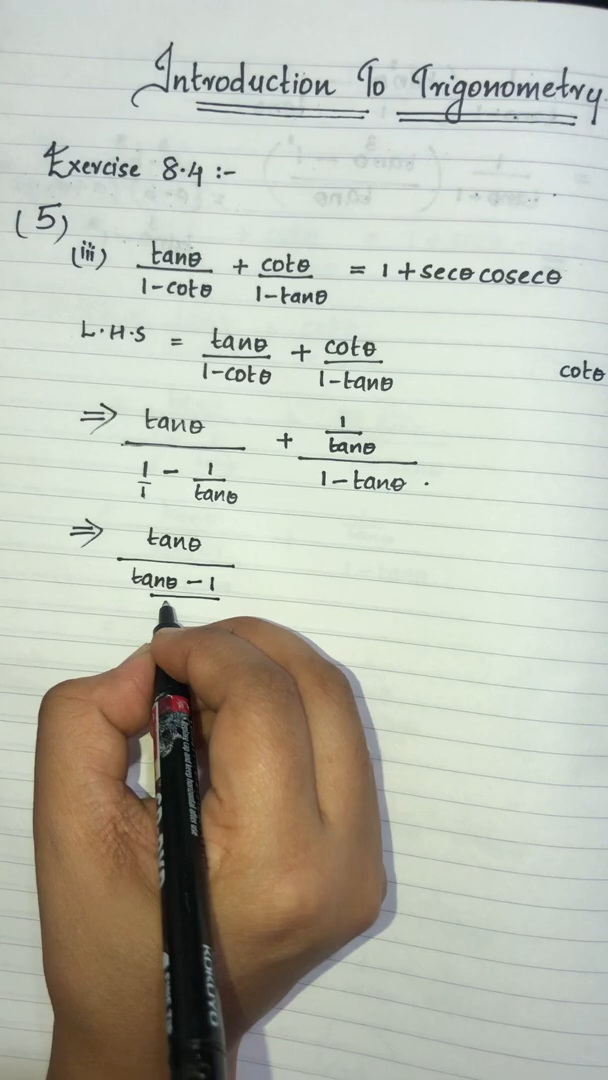 Introduction To Trigonometry
Exercise 8.4 :-
(5)
(iii) tanθ/1-cotθ + cotθ/1-tanθ = 1 + secθ cosecθ
L.H.S = tanθ/1-cotθ + cotθ/1-tanθ cotθ
⇒ tanθ/(1/1 - 1/tanθ) + (1/tanθ)/1-tanθ .
⇒ tanθ/tanθ - 1
KOKUYO